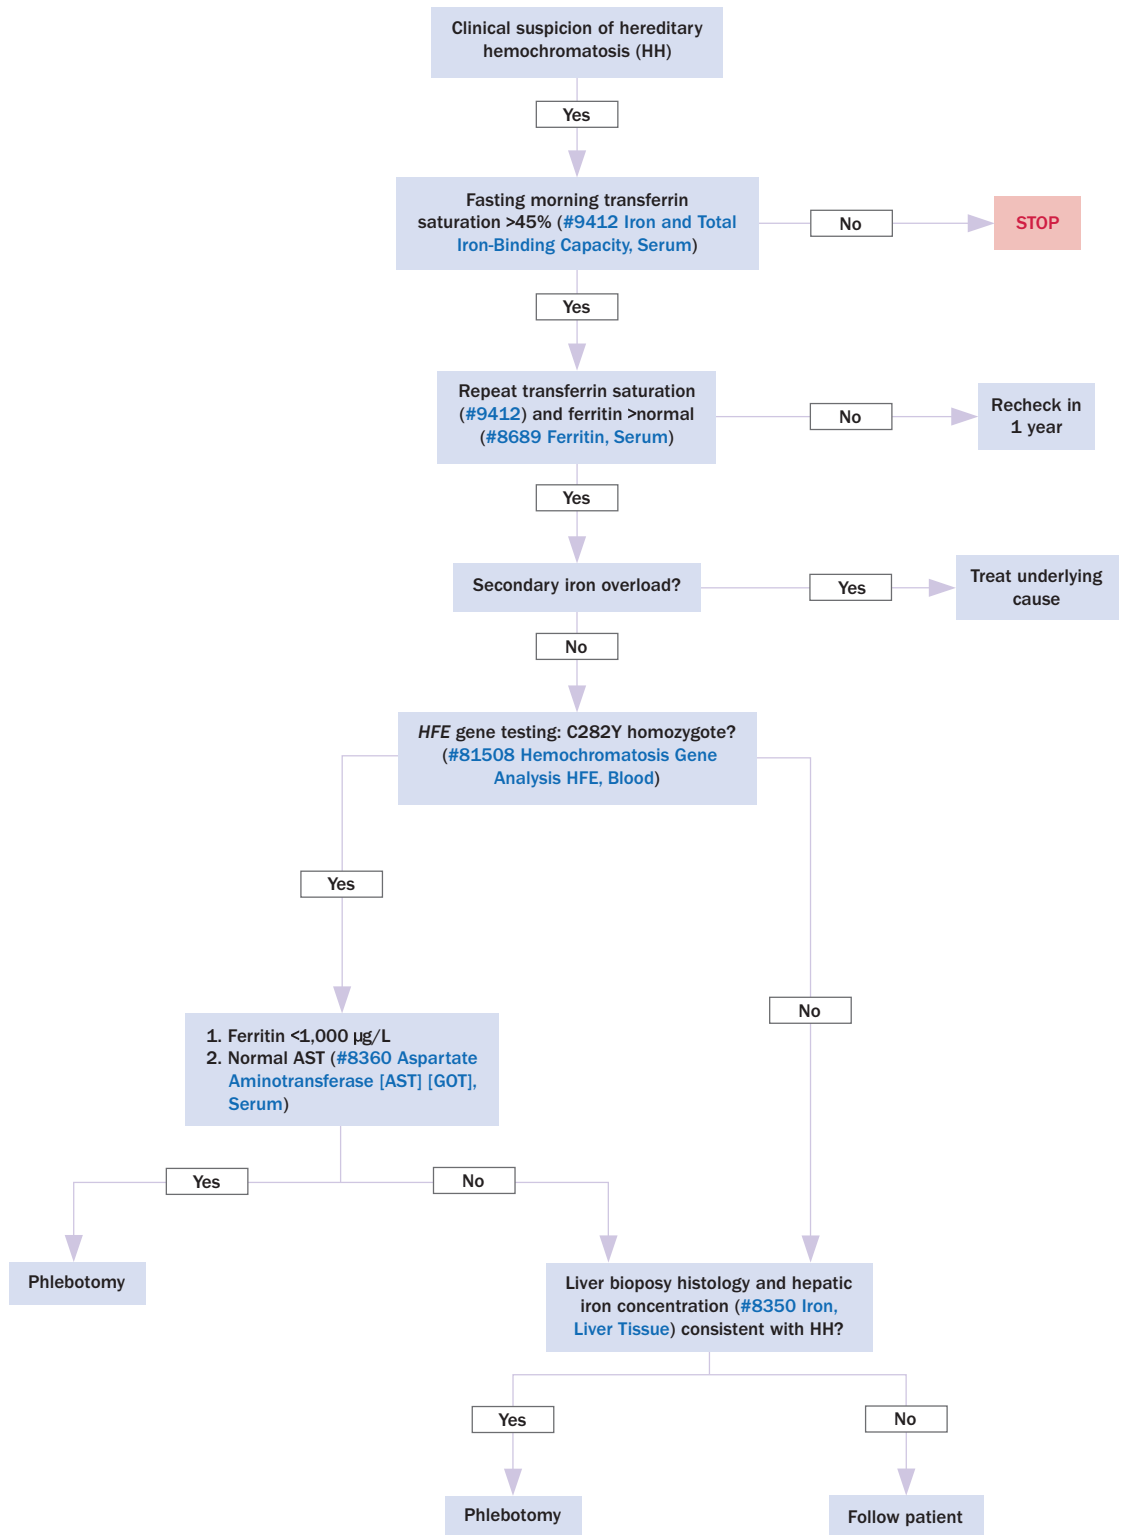 Clinical suspicion of hereditary
hemochromatosis (HH)
Yes
Fasting morning transferrin
saturation >45% (#9412 Iron and Total
Iron-Binding Capacity, Serum)
No
STOP
Yes
Repeat transferrin saturation
(#9412) and ferritin >normal
(#8689 Ferritin, Serum)
No
Recheck in
1 year
Yes
Secondary iron overload?
Yes
Treat underlying
cause
No
HFE gene testing: C282Y homozygote?
(#81508 Hemochromatosis Gene
Analysis HFE, Blood)
Yes
No
1. Ferritin <1,000 µg/L
2. Normal AST (#8360 Aspartate
Aminotransferase [AST] [GOT],
Serum)
Yes
No
Phlebotomy
Liver bioposy histology and hepatic
iron concentration (#8350 Iron,
Liver Tissue) consistent with HH?
Yes
No
Phlebotomy
Follow patient